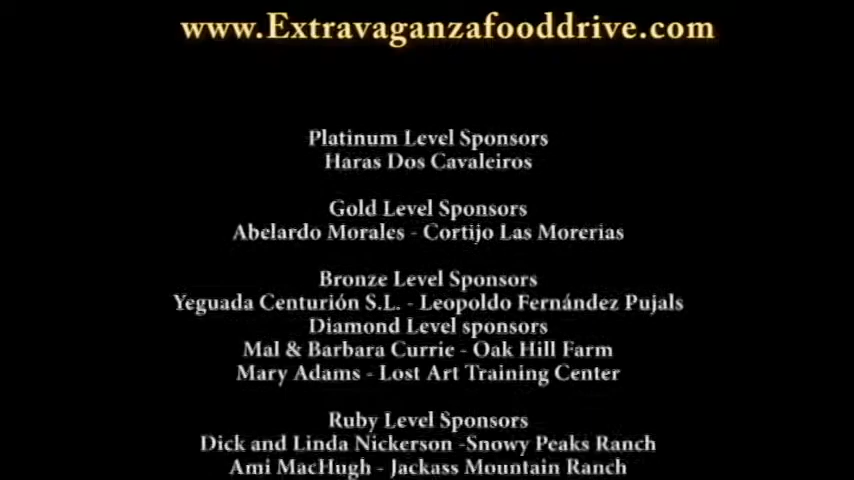 www.Extravaganzafooddrive.com
Platinum Level Sponsors
Haras Dos Cavaleiros
Gold Level Sponsors
Abelardo Morales - Cortijo Las Morerias
Bronze Level Sponsors
Yeguada Centurión S.L. - Leopoldo Fernández Pujals
Diamond Level sponsors
Mal & Barbara Currie - Oak Hill Farm
Mary Adams - Lost Art Training Center
Ruby Level Sponsors
Dick and Linda Nickerson -Snowy Peaks Ranch
Ami MacHugh - Jackass Mountain Ranch